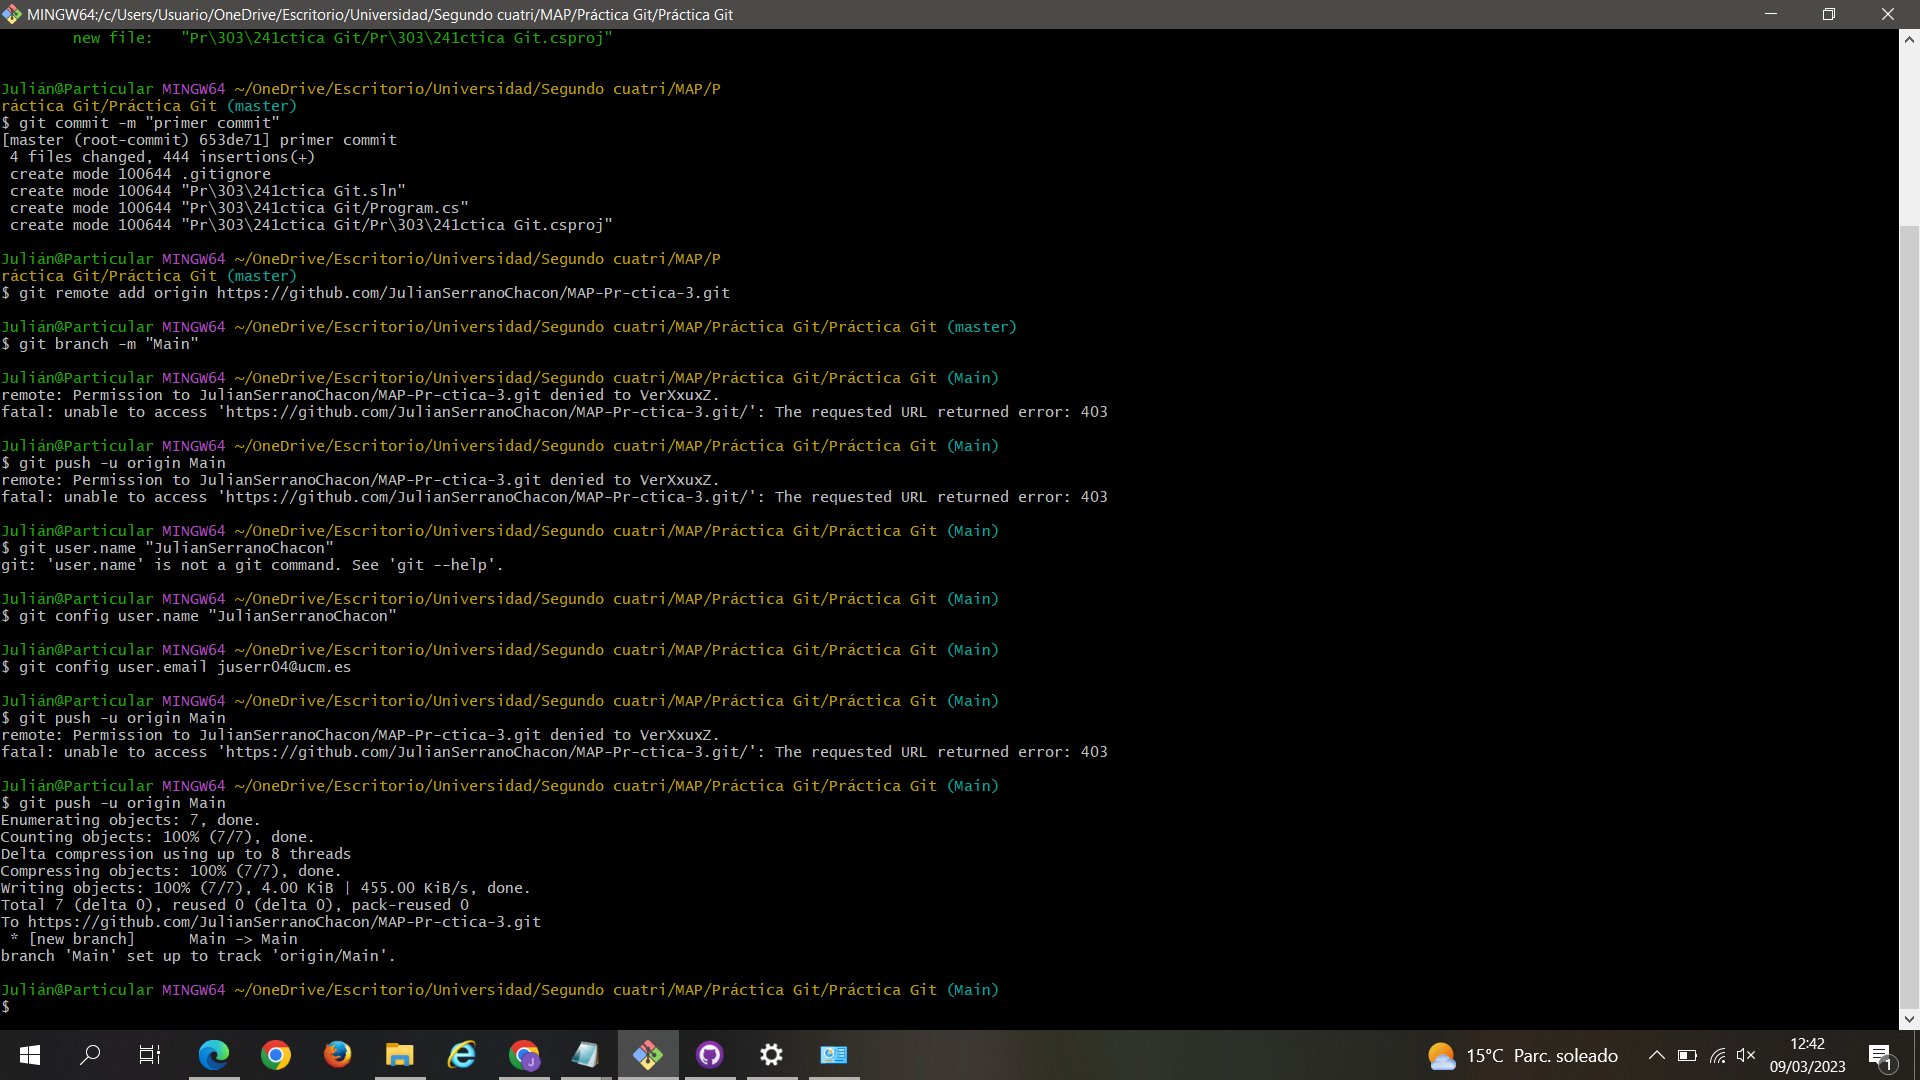 MINGW64:/c/Users/Usuario/OneDrive/Escritorio/Universidad/Segundo cuatri/MAP/Práctica Git/Práctica Git
new file:   "Pr\303\241ctica Git/Pr\303\241ctica Git.csproj"
Julián@Particular MINGW64 ~/OneDrive/Escritorio/Universidad/Segundo cuatri/MAP/P
ráctica Git/Práctica Git (master)
$ git commit -m "primer commit"
[master (root-commit) 653de71] primer commit
 4 files changed, 444 insertions(+)
 create mode 100644 .gitignore
 create mode 100644 "Pr\303\241ctica Git.sln"
 create mode 100644 "Pr\303\241ctica Git/Program.cs"
 create mode 100644 "Pr\303\241ctica Git/Pr\303\241ctica Git.csproj"
Julián@Particular MINGW64 ~/OneDrive/Escritorio/Universidad/Segundo cuatri/MAP/P
ráctica Git/Práctica Git (master)
$ git remote add origin https://github.com/JulianSerranoChacon/MAP-Pr-ctica-3.git
Julián@Particular MINGW64 ~/OneDrive/Escritorio/Universidad/Segundo cuatri/MAP/Práctica Git/Práctica Git (master)
$ git branch -m "Main"
Julián@Particular MINGW64 ~/OneDrive/Escritorio/Universidad/Segundo cuatri/MAP/Práctica Git/Práctica Git (Main)
remote: Permission to JulianSerranoChacon/MAP-Pr-ctica-3.git denied to VerXxuxZ.
fatal: unable to access 'https://github.com/JulianSerranoChacon/MAP-Pr-ctica-3.git/': The requested URL returned error: 403
Julián@Particular MINGW64 ~/OneDrive/Escritorio/Universidad/Segundo cuatri/MAP/Práctica Git/Práctica Git (Main)
$ git push -u origin Main
remote: Permission to JulianSerranoChacon/MAP-Pr-ctica-3.git denied to VerXxuxZ.
fatal: unable to access 'https://github.com/JulianSerranoChacon/MAP-Pr-ctica-3.git/': The requested URL returned error: 403
Julián@Particular MINGW64 ~/OneDrive/Escritorio/Universidad/Segundo cuatri/MAP/Práctica Git/Práctica Git (Main)
$ git user.name "JulianSerranoChacon"
git: 'user.name' is not a git command. See 'git --help'.
Julián@Particular MINGW64 ~/OneDrive/Escritorio/Universidad/Segundo cuatri/MAP/Práctica Git/Práctica Git (Main)
$ git config user.name "JulianSerranoChacon"
Julián@Particular MINGW64 ~/OneDrive/Escritorio/Universidad/Segundo cuatri/MAP/Práctica Git/Práctica Git (Main)
$ git config user.email juserr04@ucm.es
Julián@Particular MINGW64 ~/OneDrive/Escritorio/Universidad/Segundo cuatri/MAP/Práctica Git/Práctica Git (Main)
$ git push -u origin Main
remote: Permission to JulianSerranoChacon/MAP-Pr-ctica-3.git denied to VerXxuxZ.
fatal: unable to access 'https://github.com/JulianSerranoChacon/MAP-Pr-ctica-3.git/': The requested URL returned error: 403
Julián@Particular MINGW64 ~/OneDrive/Escritorio/Universidad/Segundo cuatri/MAP/Práctica Git/Práctica Git (Main)
$ git push -u origin Main
Enumerating objects: 7, done.
Counting objects: 100% (7/7), done.
Delta compression using up to 8 threads
Compressing objects: 100% (7/7), done.
Writing objects: 100% (7/7), 4.00 KiB | 455.00 KiB/s, done.
Total 7 (delta 0), reused 0 (delta 0), pack-reused 0
To https://github.com/JulianSerranoChacon/MAP-Pr-ctica-3.git
 * [new branch]      Main -> Main
branch 'Main' set up to track 'origin/Main'.
Julián@Particular MINGW64 ~/OneDrive/Escritorio/Universidad/Segundo cuatri/MAP/Práctica Git/Práctica Git (Main)
$
J
15°C Parc. soleado
12:42
09/03/2023
1